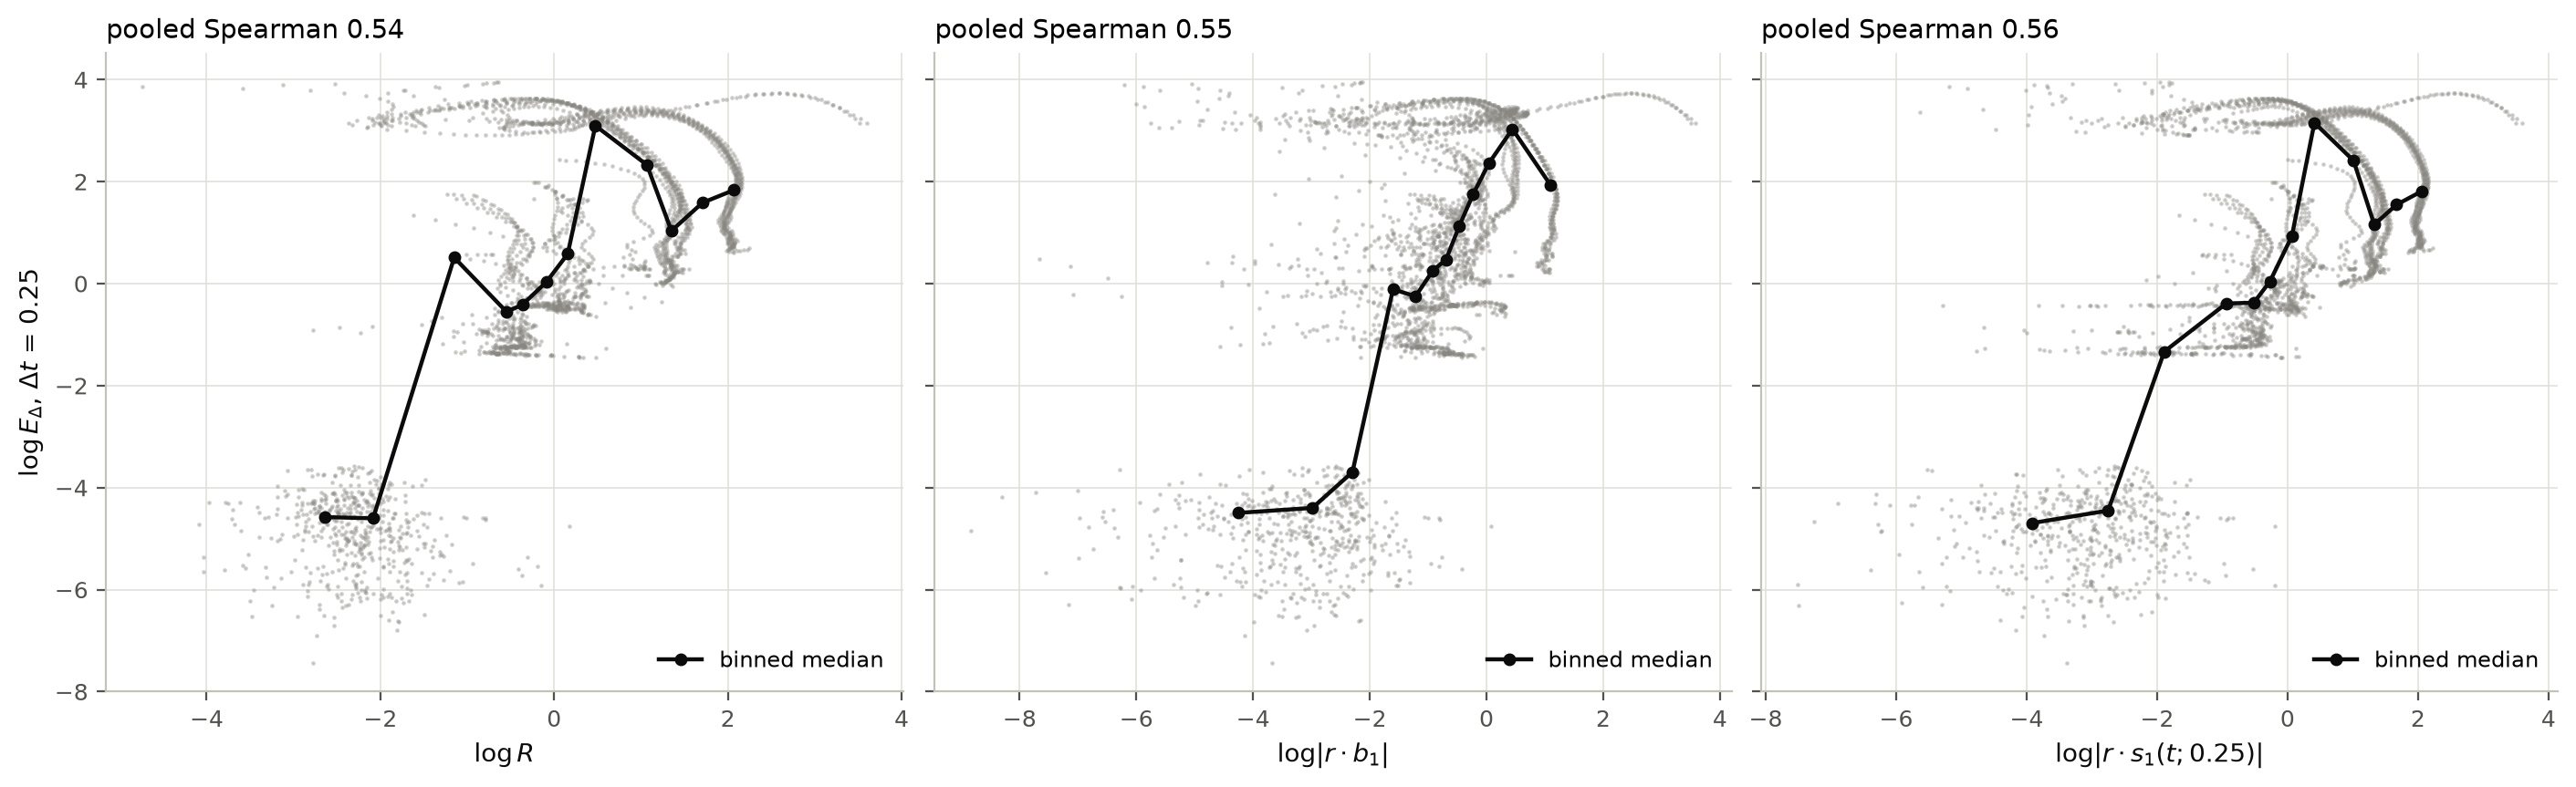 pooled Spearman 0.54
pooled Spearman 0.55
pooled Spearman 0.56
log E_Δ, Δt = 0.25
4
2
0
−2
−4
−6
−8
binned median
binned median
binned median
−4 −2 0 2 4
−8 −6 −4 −2 0 2 4
−8 −6 −4 −2 0 2 4
log R
log|r · b₁|
log|r · s₁(t; 0.25)|